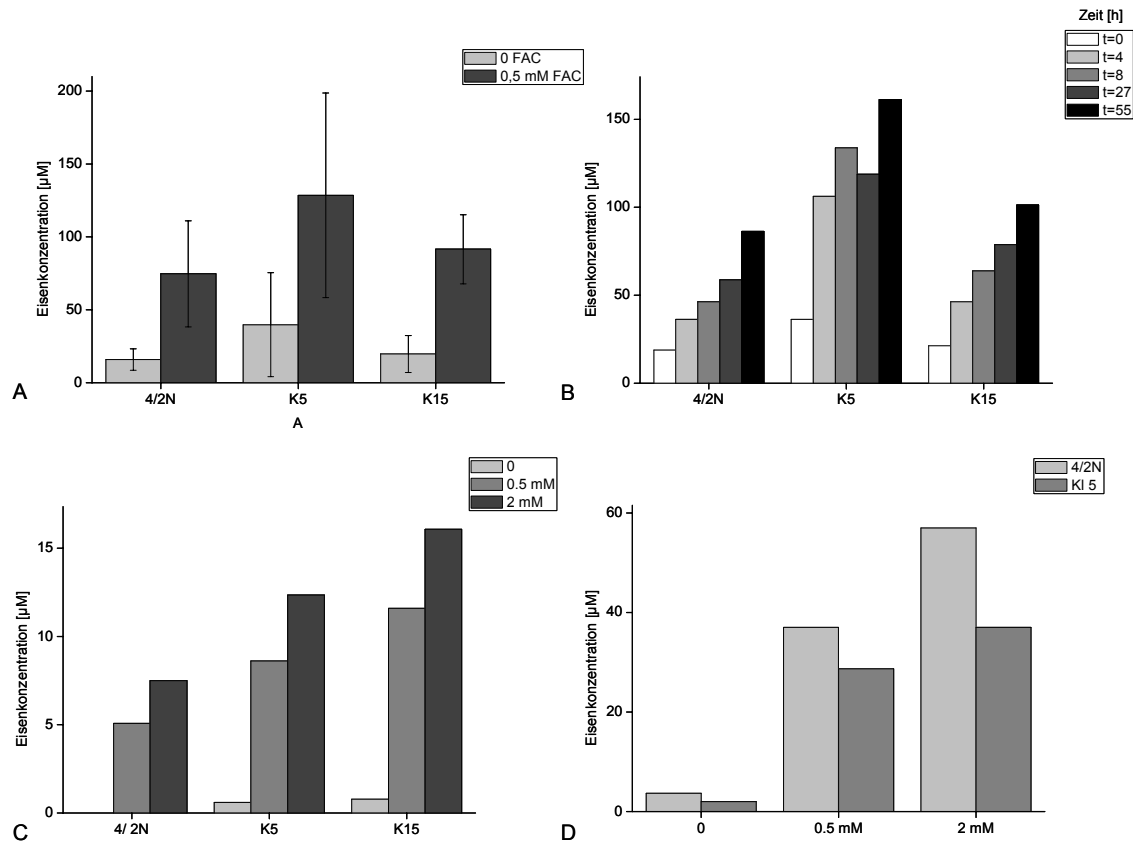 0 FAC
0,5 mM FAC
200
150
100
50
0
Eisenkonzentration [µM]
4/2N K5 K15
A
A
Zeit [h]
t=0
t=4
t=8
t=27
t=55
150
100
50
0
Eisenkonzentration [µM]
4/2N K5 K15
B
0
0.5 mM
2 mM
15
10
5
0
Eisenkonzentration [µM]
4/ 2N K5 K15
C
4/2N
Kl 5
60
40
20
0
Eisenkonzentration [µM]
0 0.5 mM 2 mM
D